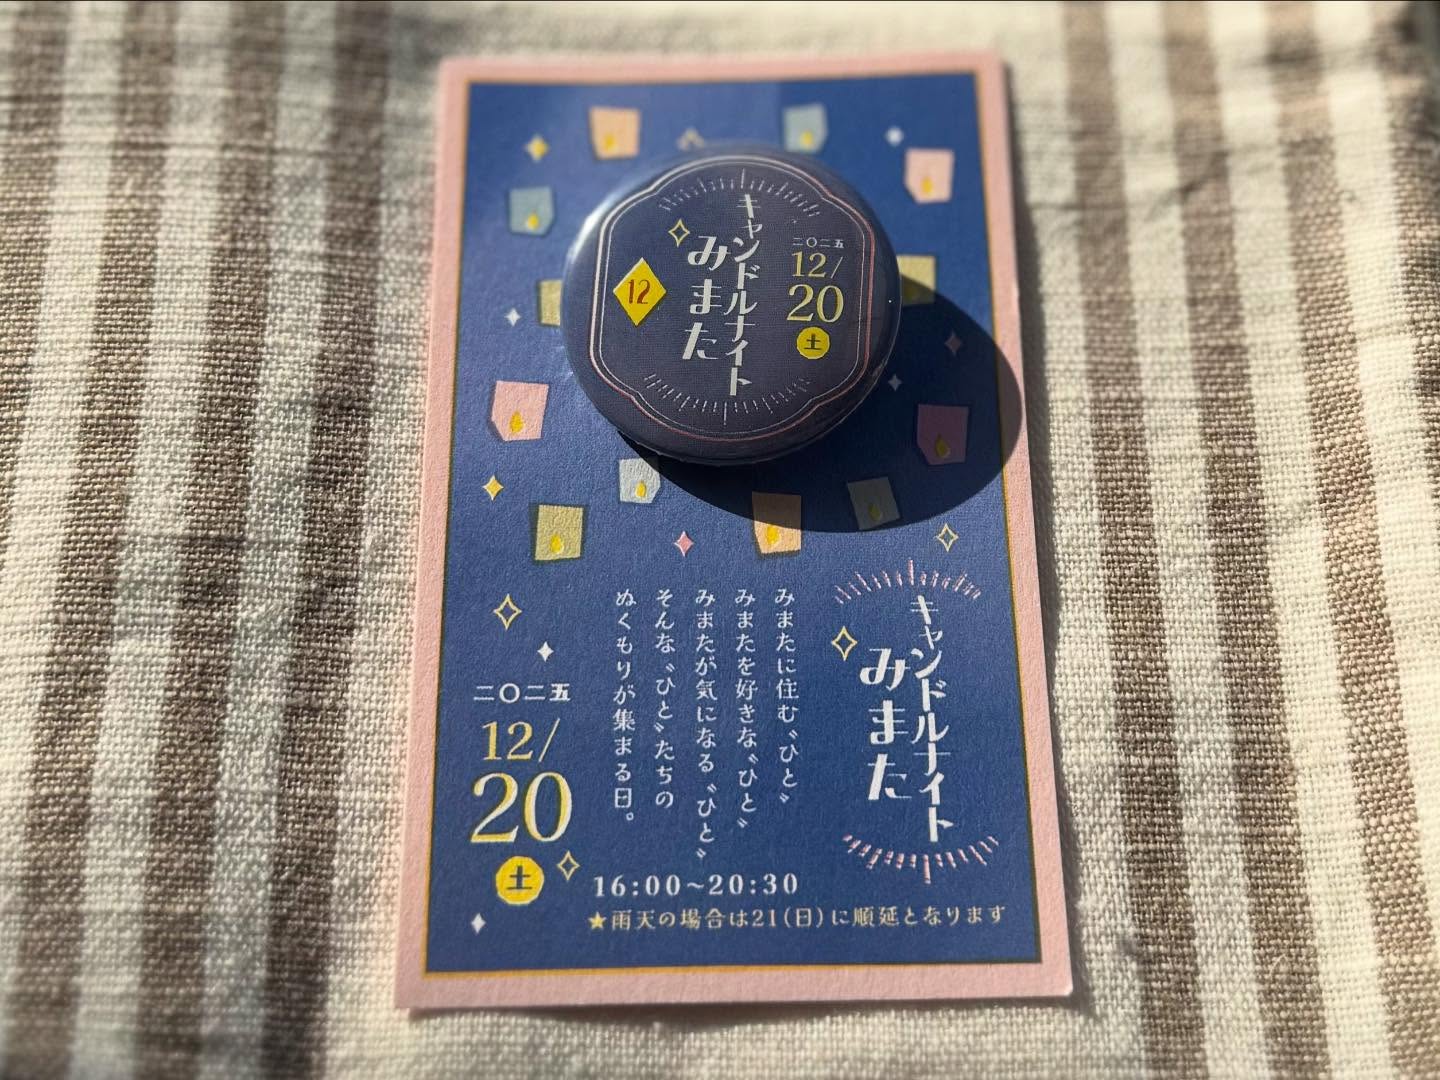 二〇二五
12/
20
土
キャンドルナイト
みまた
12
キャンドルナイト
みまた
みまたに住む〝ひと〟
みまたを好きな〝ひと〟
みまたが気になる〝ひと〟
そんな〝ひと〟たちの
ぬくもりが集まる日。
二〇二五
12/
20
土
16:00~20:30
★雨天の場合は21(日)に順延となります